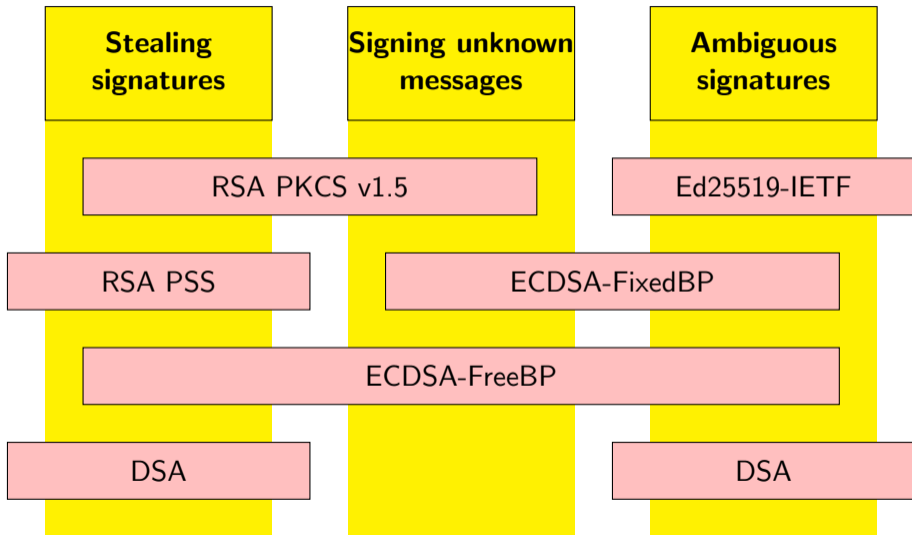 Stealing
signatures
Signing unknown
messages
Ambiguous
signatures
RSA PKCS v1.5
Ed25519-IETF
RSA PSS
ECDSA-FixedBP
ECDSA-FreeBP
DSA
DSA